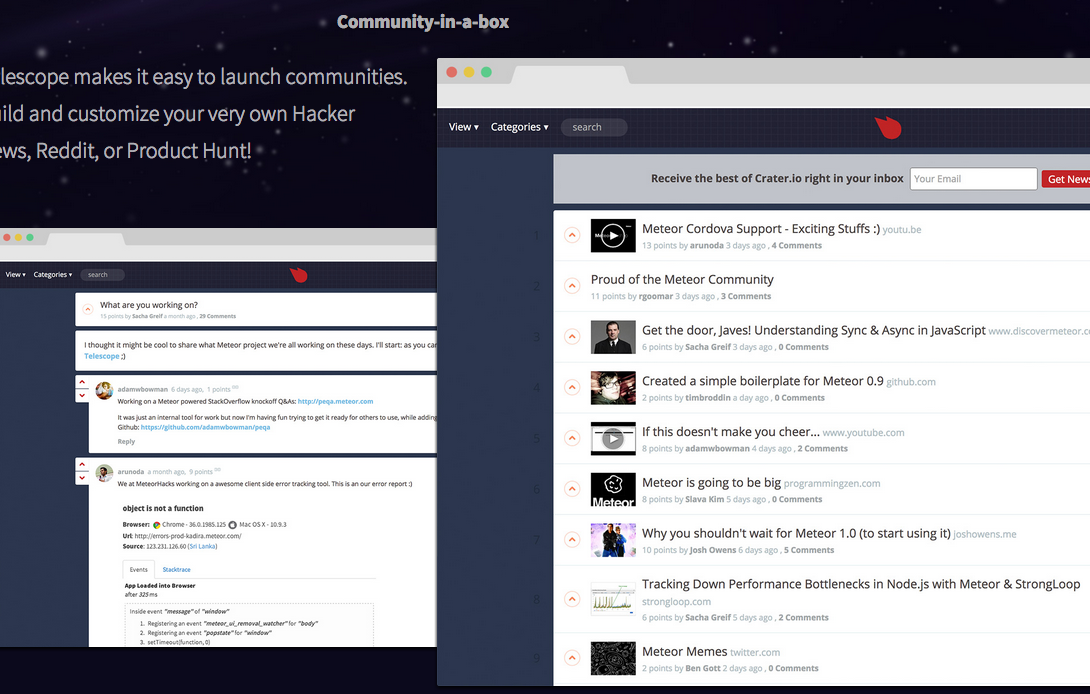 Community-in-a-box
lescope makes it easy to launch communities.
ild and customize your very own Hacker
ews, Reddit, or Product Hunt!
View ▾ Categories ▾ search
What are you working on?
15 points by Sacha Greif a month ago , 29 Comments
I thought it might be cool to share what Meteor project we're all working on these days. I'll start: as you can
Telescope ;)
adamwbowman 6 days ago, 1 points
Working on a Meteor powered StackOverflow knockoff Q&As: http://peqa.meteor.com
It was just an internal tool for work but now I'm having fun trying to get it ready for others to use, while adding
Github: https://github.com/adamwbowman/peqa
Reply
arunoda a month ago, 9 points
We at MeteorHacks working on a awesome client side error tracking tool. This is an our error report :)
object is not a function
Browser: Chrome - 36.0.1985.125 Mac OS X - 10.9.3
Url: http://errors-prod-kadira.meteor.com/
Source: 123.231.126.60 (Sri Lanka)
Events Stacktrace
App Loaded into Browser
after 325 ms
Inside event "message" of "window"
1. Registering an event "meteor_ui_removal_watcher" for "body"
2. Registering an event "popstate" for "window"
3. setTimeout(function, 0)
View ▾ Categories ▾ search
Receive the best of Crater.io right in your inbox Your Email Get News
1 Meteor Cordova Support - Exciting Stuffs :) youtu.be
13 points by arunoda 3 days ago , 4 Comments
2 Proud of the Meteor Community
11 points by rgoomar 3 days ago , 3 Comments
3 Get the door, Javes! Understanding Sync & Async in JavaScript www.discovermeteor.c
6 points by Sacha Greif 3 days ago , 0 Comments
4 Created a simple boilerplate for Meteor 0.9 github.com
2 points by timbroddin a day ago , 0 Comments
5 If this doesn't make you cheer... www.youtube.com
8 points by adamwbowman 4 days ago , 2 Comments
6 Meteor Meteor is going to be big programmingzen.com
8 points by Slava Kim 5 days ago , 0 Comments
7 Why you shouldn't wait for Meteor 1.0 (to start using it) joshowens.me
10 points by Josh Owens 6 days ago , 5 Comments
8 Tracking Down Performance Bottlenecks in Node.js with Meteor & StrongLoop
strongloop.com
6 points by Sacha Greif 5 days ago , 2 Comments
9 Meteor Memes twitter.com
2 points by Ben Gott 2 days ago , 0 Comments